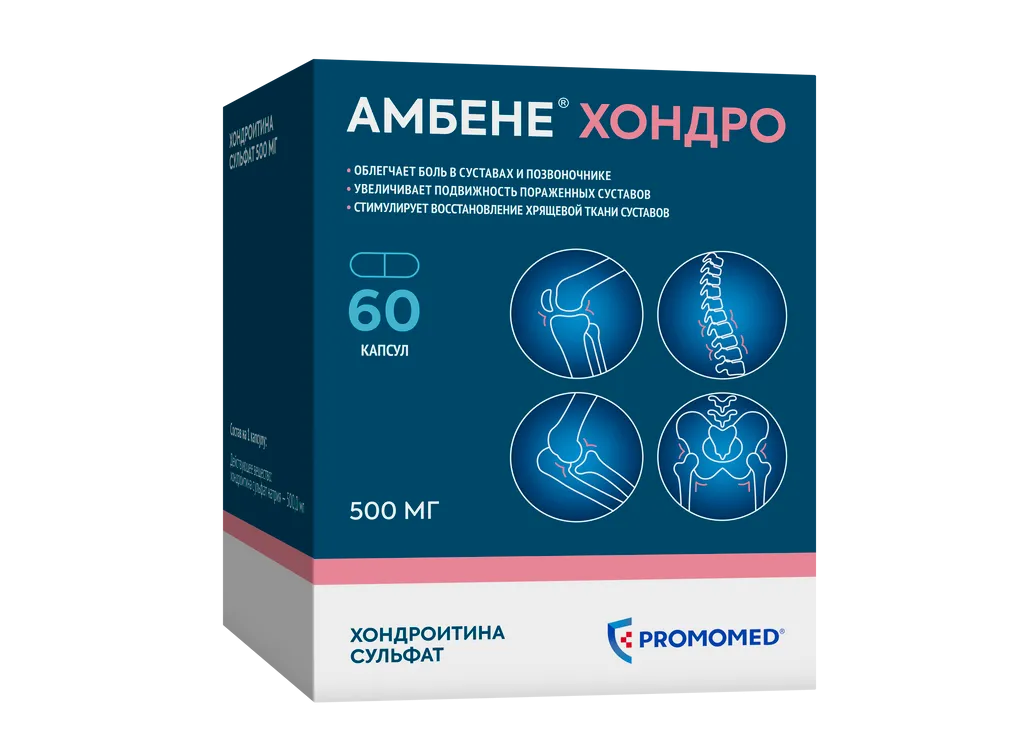 АМБЕНЕ® ХОНДРО
• ОБЛЕГЧАЕТ БОЛЬ В СУСТАВАХ И ПОЗВОНОЧНИКЕ
• УВЕЛИЧИВАЕТ ПОДВИЖНОСТЬ ПОРАЖЕННЫХ СУСТАВОВ
• СТИМУЛИРУЕТ ВОССТАНОВЛЕНИЕ ХРЯЩЕВОЙ ТКАНИ СУСТАВОВ
60
КАПСУЛ
500 МГ
ХОНДРОИТИНА
СУЛЬФАТ
PROMOMED®
ХОНДРОИТИНА
СУЛЬФАТ 500 МГ
Состав на 1 капсулу:
Действующее вещество:
хондроитина сульфат натрия – 500,0 мг